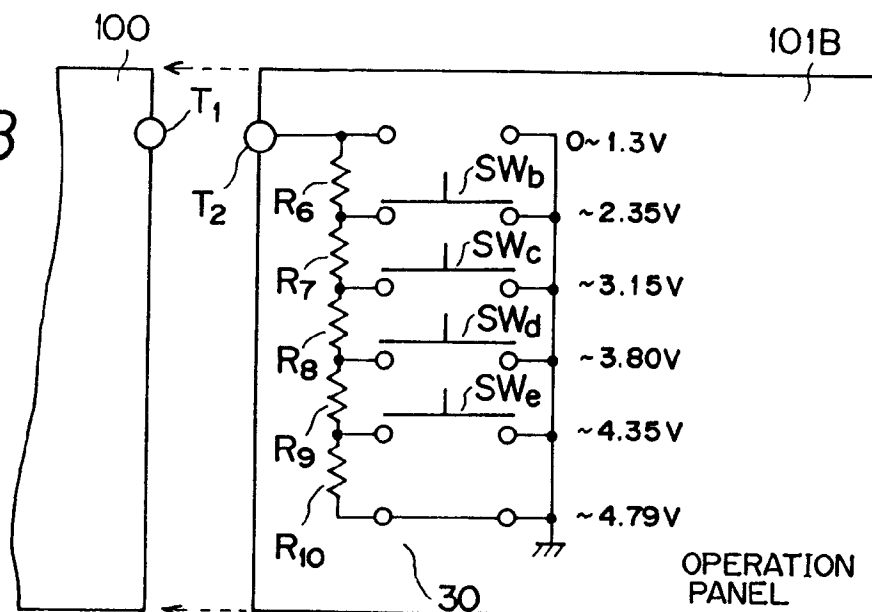 100
101B
B
T1
T2
0~1.3V
SWb
R6
~2.35V
SWc
R7
~3.15V
SWd
R8
~3.80V
SWe
R9
~4.35V
R10
~4.79V
30
OPERATION
PANEL